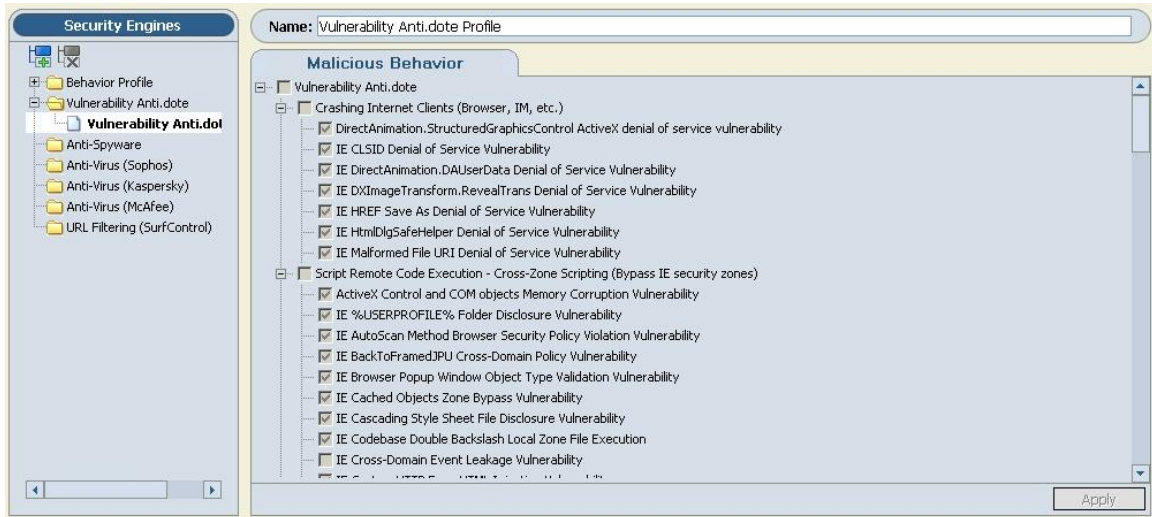 Security Engines
Behavior Profile
Vulnerability Anti.dote
Vulnerability Anti.dot
Anti-Spyware
Anti-Virus (Sophos)
Anti-Virus (Kaspersky)
Anti-Virus (McAfee)
URL Filtering (SurfControl)
Name: Vulnerability Anti.dote Profile
Malicious Behavior
Vulnerability Anti.dote
Crashing Internet Clients (Browser, IM, etc.)
DirectAnimation.StructuredGraphicsControl ActiveX denial of service vulnerability
IE CLSID Denial of Service Vulnerability
IE DirectAnimation.DAUserData Denial of Service Vulnerability
IE DXImageTransform.RevealTrans Denial of Service Vulnerability
IE HREF Save As Denial of Service Vulnerability
IE HtmlDlgSafeHelper Denial of Service Vulnerability
IE Malformed File URI Denial of Service Vulnerability
Script Remote Code Execution - Cross-Zone Scripting (Bypass IE security zones)
ActiveX Control and COM objects Memory Corruption Vulnerability
IE %USERPROFILE% Folder Disclosure Vulnerability
IE AutoScan Method Browser Security Policy Violation Vulnerability
IE BackToFramedJPU Cross-Domain Policy Vulnerability
IE Browser Popup Window Object Type Validation Vulnerability
IE Cached Objects Zone Bypass Vulnerability
IE Cascading Style Sheet File Disclosure Vulnerability
IE Codebase Double Backslash Local Zone File Execution
IE Cross-Domain Event Leakage Vulnerability
Apply